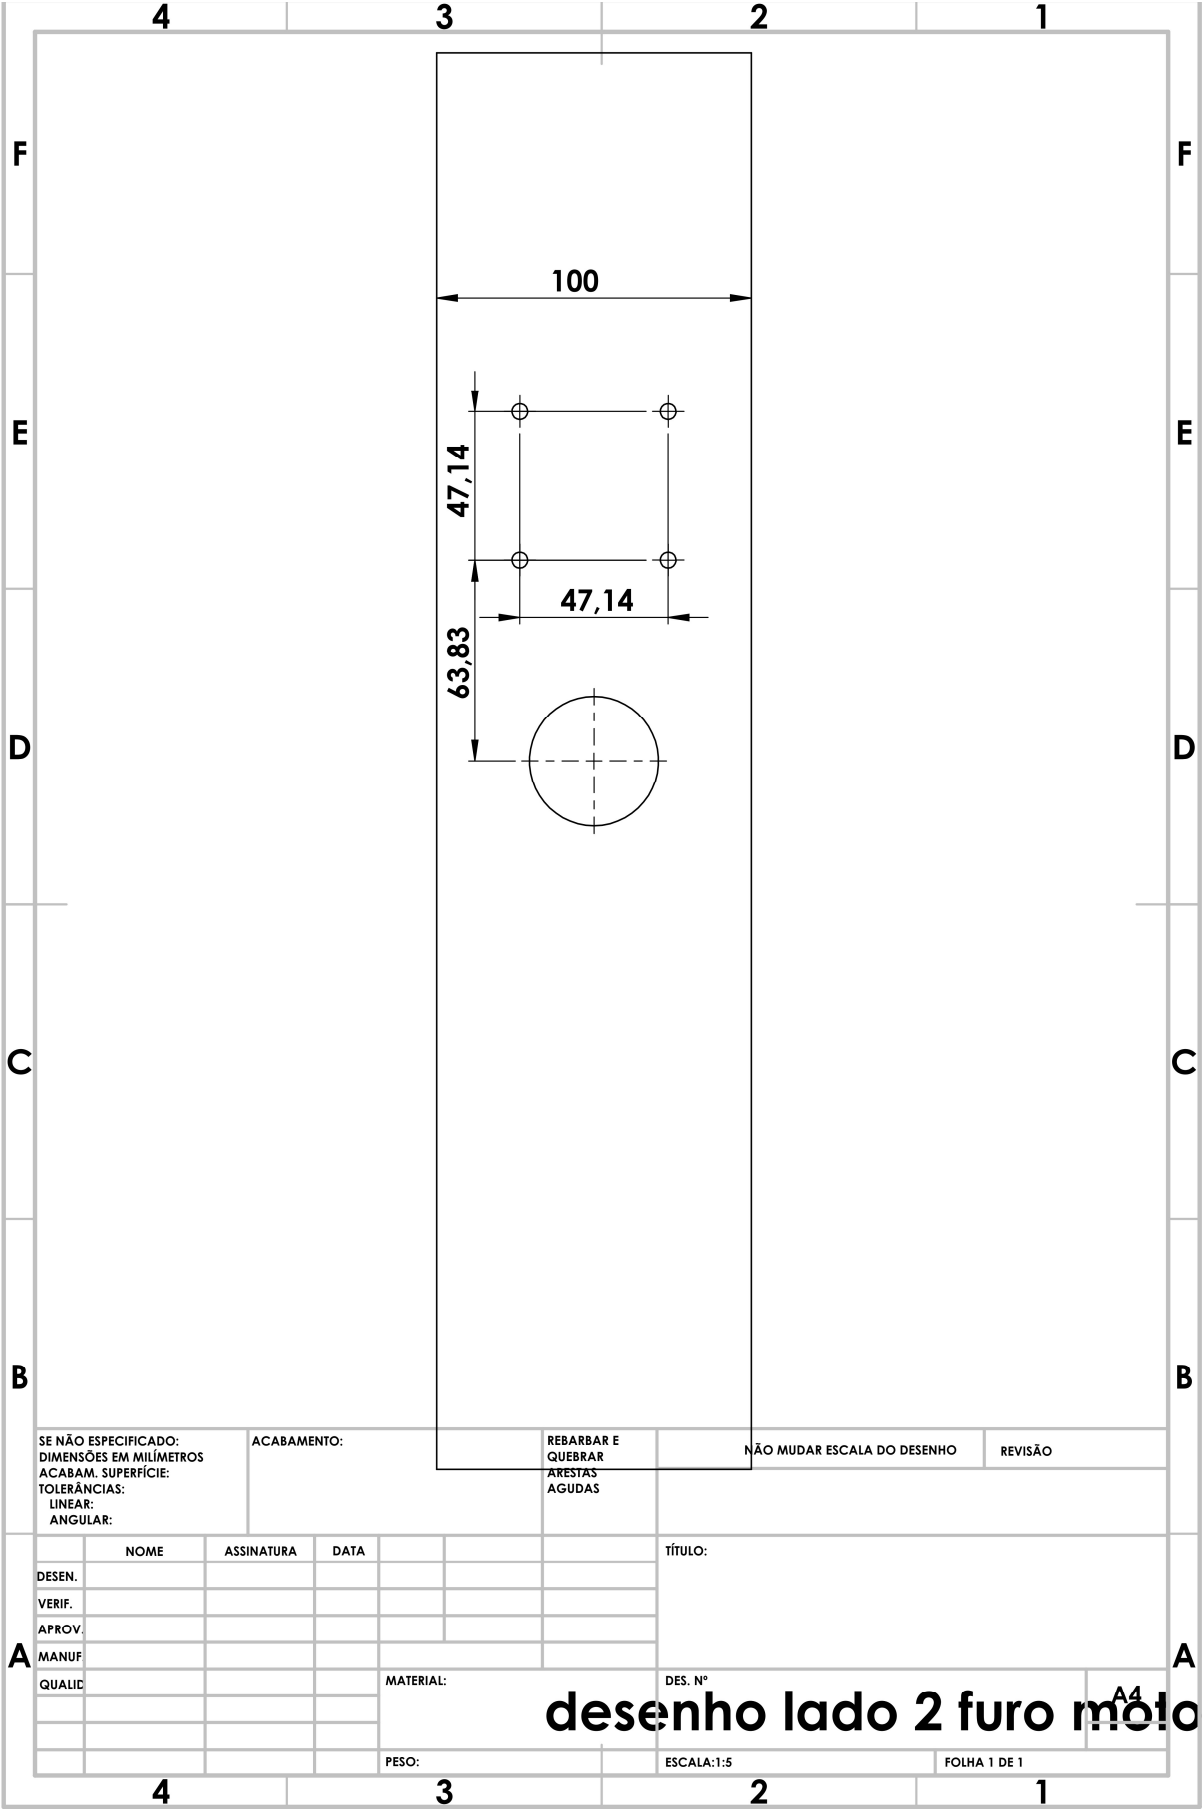 4 3 2 1
F F
100
E E
47,14
47,14
63,83
D D
C C
B B
SE NÃO ESPECIFICADO:
DIMENSÕES EM MILÍMETROS
ACABAM. SUPERFÍCIE:
TOLERÂNCIAS:
LINEAR:
ANGULAR:
ACABAMENTO:
REBARBAR E
QUEBRAR
ARESTAS
AGUDAS
NÃO MUDAR ESCALA DO DESENHO
REVISÃO
NOME ASSINATURA DATA
DESEN.
VERIF.
APROV.
MANUF
QUALID
TÍTULO:
A A
MATERIAL:
DES. Nº
desenho lado 2 furo moto
A4
PESO:
ESCALA:1:5
FOLHA 1 DE 1
4 3 2 1